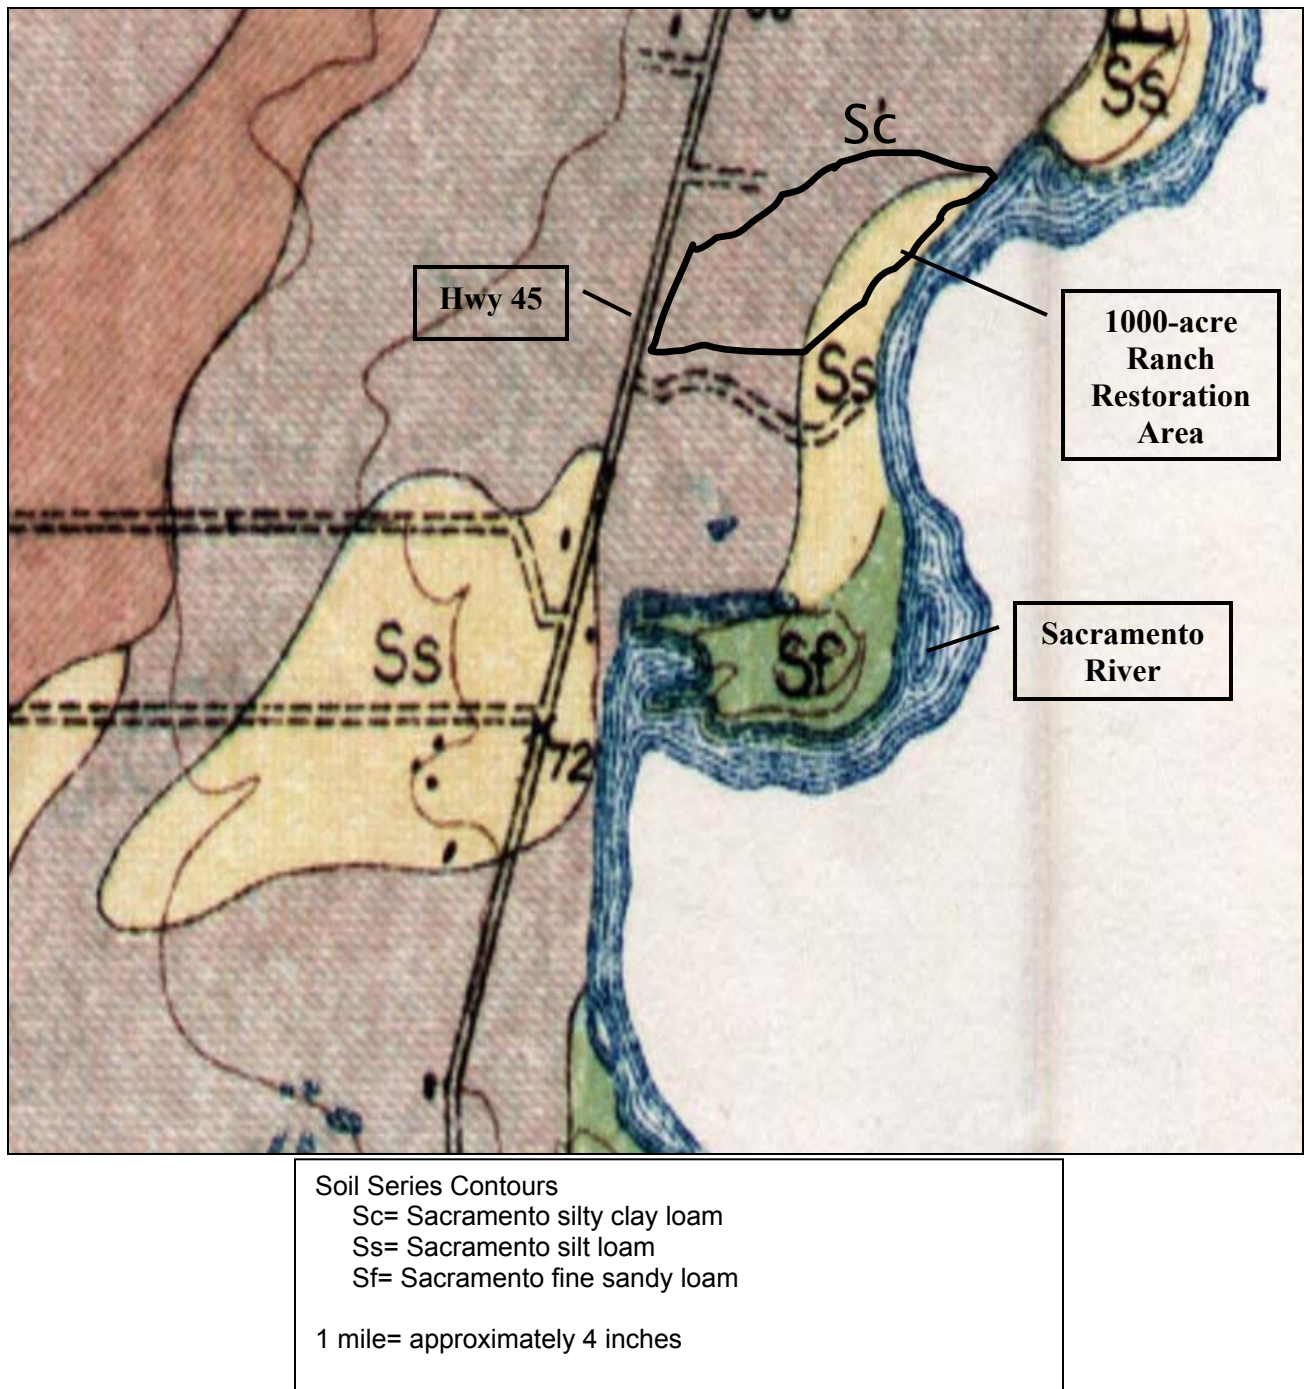 Ss
Sc
Hwy 45
1000-acre
Ranch
Restoration
Area
Ss
Sacramento
River
Sf
Ss
72
Soil Series Contours
Sc= Sacramento silty clay loam
Ss= Sacramento silt loam
Sf= Sacramento fine sandy loam
1 mile= approximately 4 inches